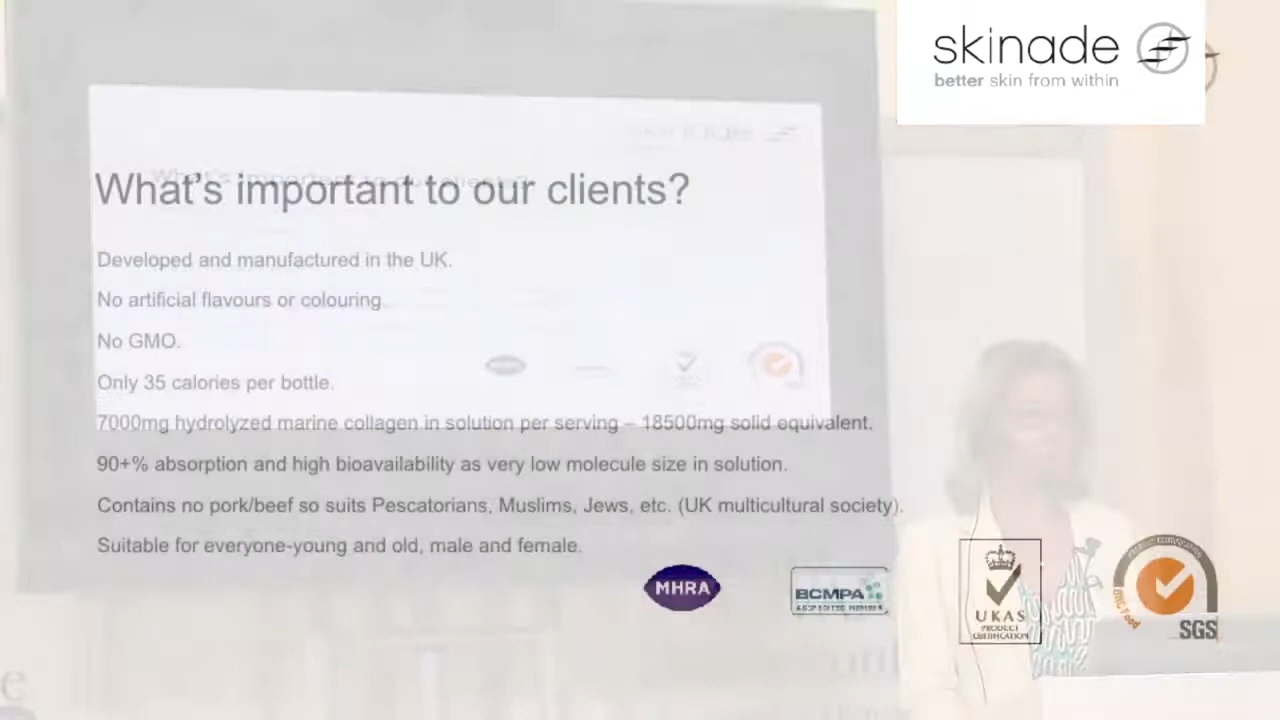 skinade
better skin from within
What's important to our clients?
Developed and manufactured in the UK.
No artificial flavours or colouring.
No GMO.
Only 35 calories per bottle.
7000mg hydrolyzed marine collagen in solution per serving – 18500mg solid equivalent.
90+% absorption and high bioavailability as very low molecule size in solution.
Contains no pork/beef so suits Pescatorians, Muslims, Jews, etc. (UK multicultural society).
Suitable for everyone-young and old, male and female.
MHRA
BCMPA
ACCREDITED MEMBER
UKAS
PRODUCT
CERTIFICATION
SGS